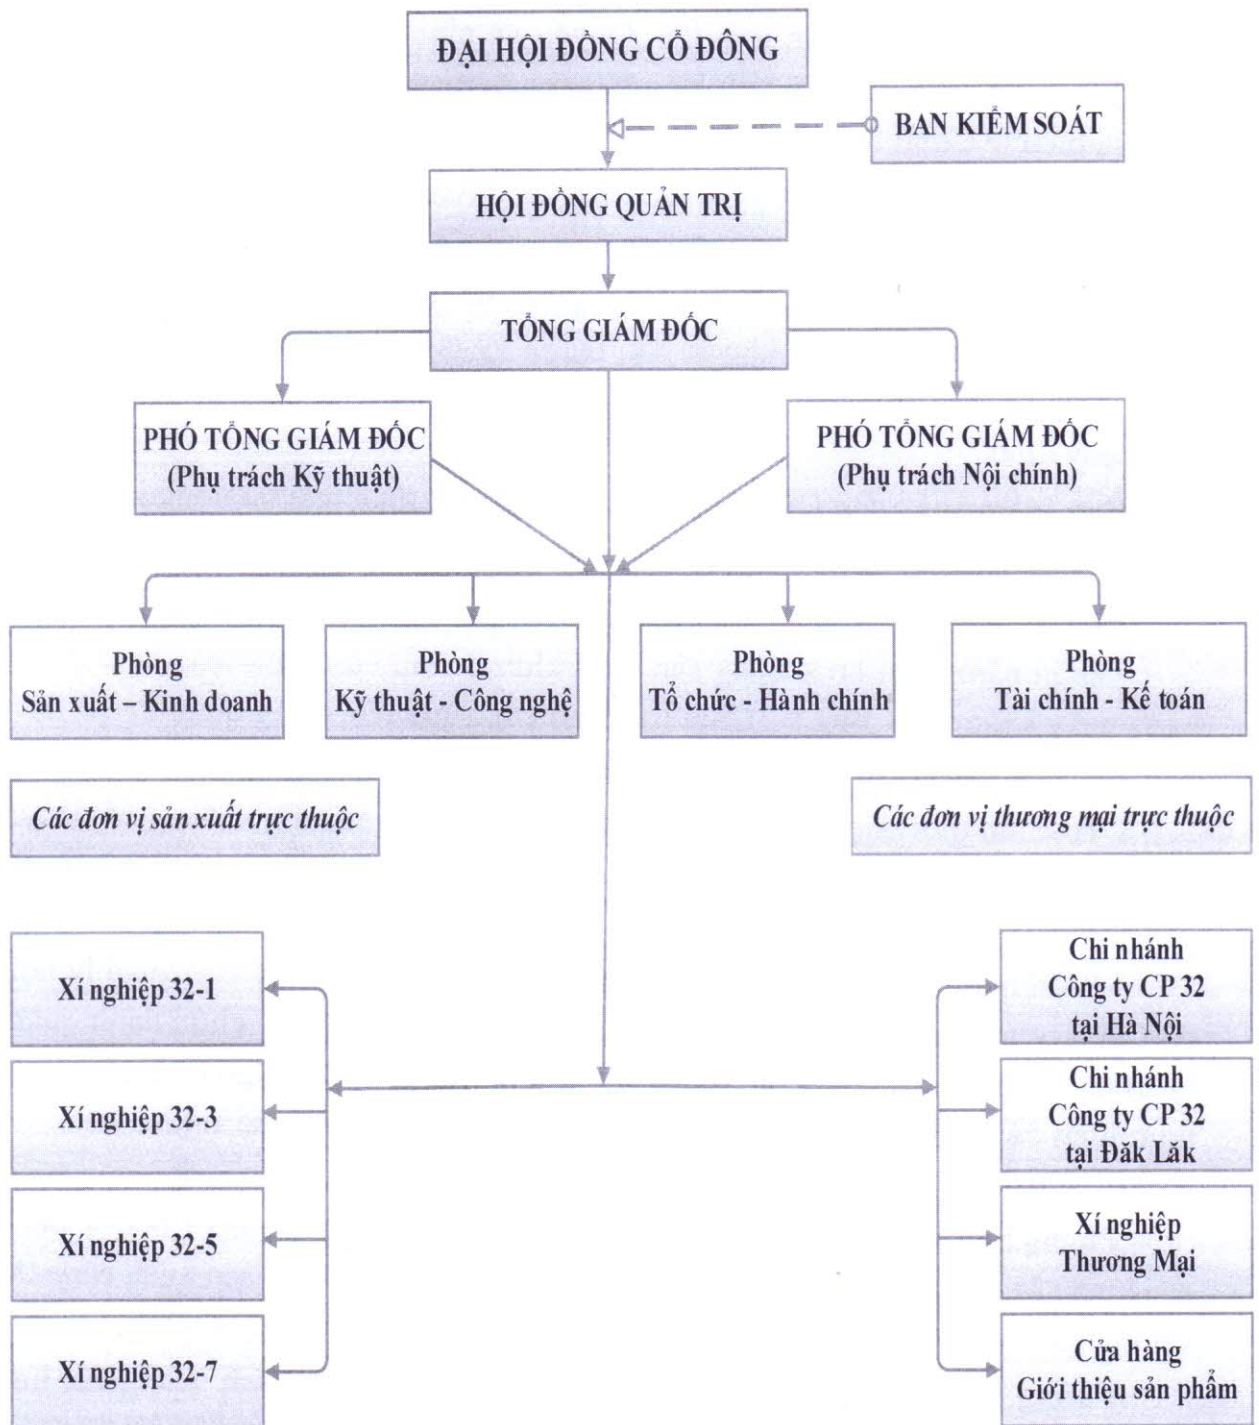 ĐẠI HỘI ĐỒNG CỔ ĐÔNG
BAN KIỂM SOÁT
HỘI ĐỒNG QUẢN TRỊ
TỔNG GIÁM ĐỐC
PHÓ TỔNG GIÁM ĐỐC
(Phụ trách Kỹ thuật)
PHÓ TỔNG GIÁM ĐỐC
(Phụ trách Nội chính)
Phòng
Sản xuất – Kinh doanh
Phòng
Kỹ thuật - Công nghệ
Phòng
Tổ chức - Hành chính
Phòng
Tài chính - Kế toán
Các đơn vị sản xuất trực thuộc
Các đơn vị thương mại trực thuộc
Xí nghiệp 32-1
Xí nghiệp 32-3
Xí nghiệp 32-5
Xí nghiệp 32-7
Chi nhánh
Công ty CP 32
tại Hà Nội
Chi nhánh
Công ty CP 32
tại Đăk Lăk
Xí nghiệp
Thương Mại
Cửa hàng
Giới thiệu sản phẩm